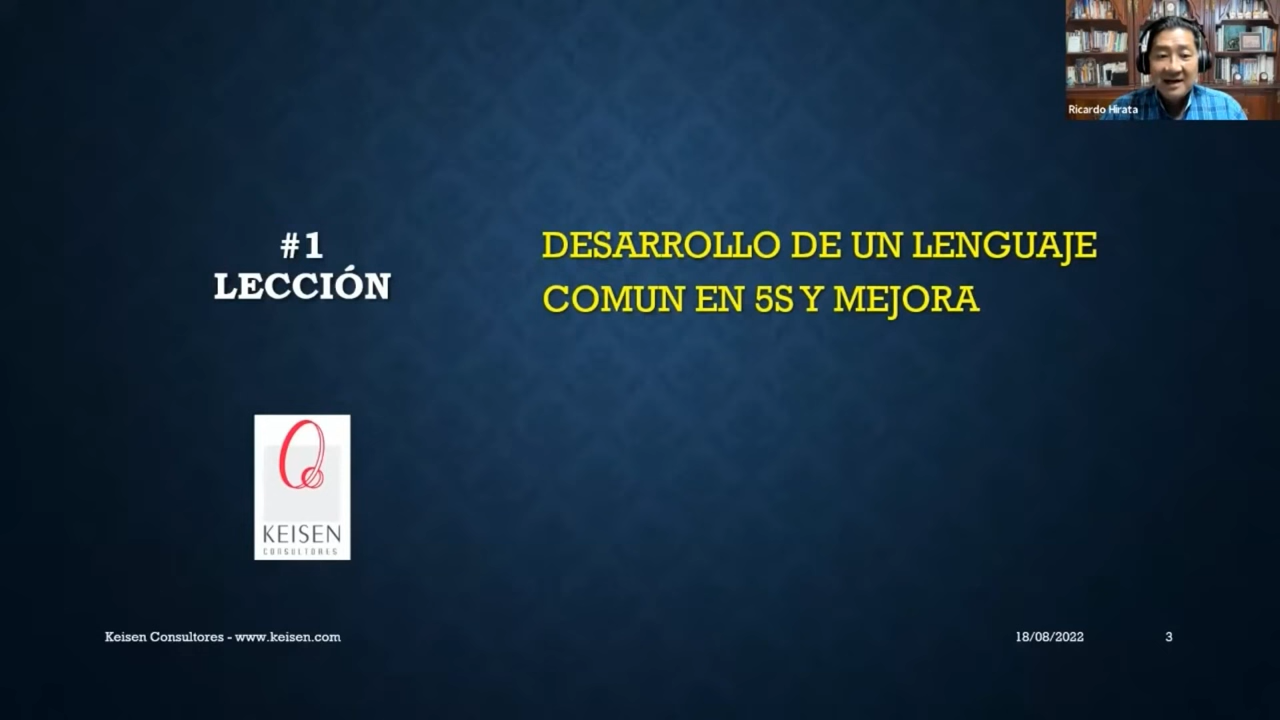 Ricardo Hirata
#1
LECCIÓN
DESARROLLO DE UN LENGUAJE
COMUN EN 5S Y MEJORA
KEISEN
CONSULTORES
Keisen Consultores - www.keisen.com
18/08/2022
3